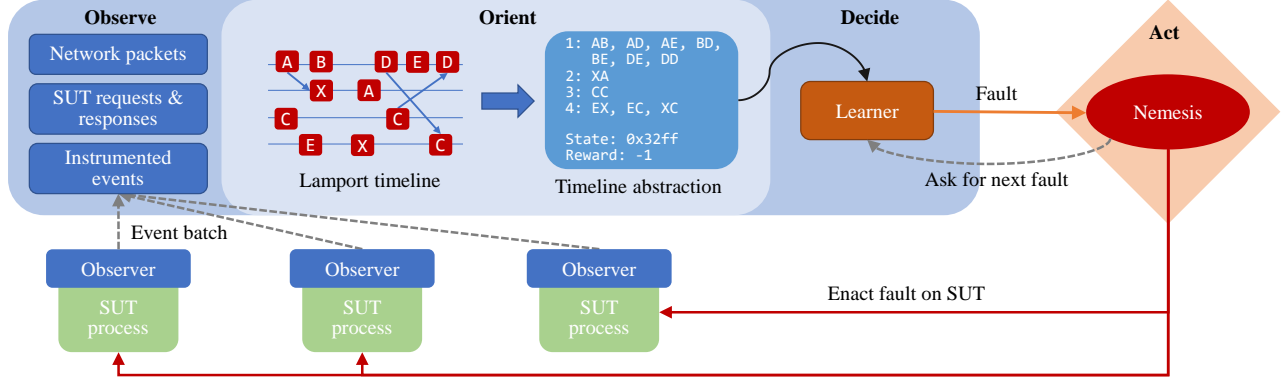 Observe
Orient
Decide
Act
Network packets
SUT requests &
responses
Instrumented
events
A B D E D
X A
C C
E X C
Lamport timeline
1: AB, AD, AE, BD,
BE, DE, DD
2: XA
3: CC
4: EX, EC, XC
State: 0x32ff
Reward: -1
Timeline abstraction
Learner
Fault
Nemesis
Ask for next fault
Event batch
Observer
SUT
process
Observer
SUT
process
Observer
SUT
process
Enact fault on SUT